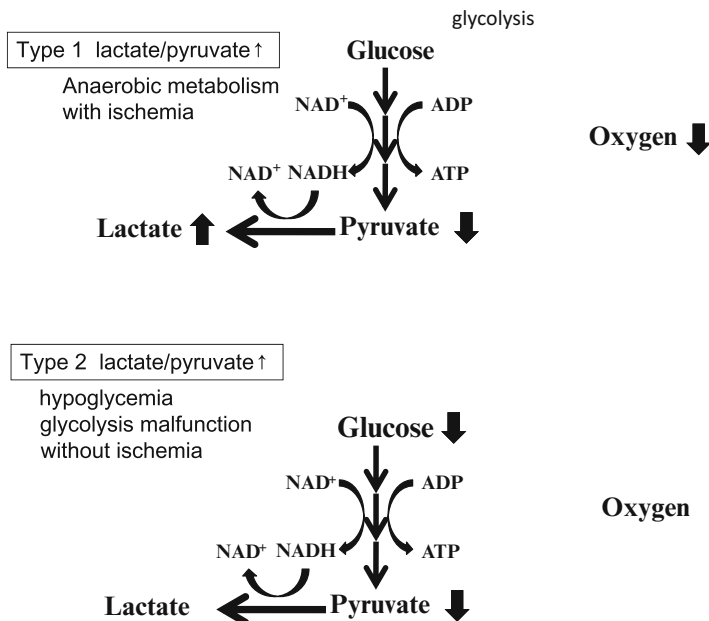 glycolysis
Type 1 lactate/pyruvate↑
Glucose
Anaerobic metabolism
with ischemia
NAD+ ADP
Oxygen
NAD+ NADH ATP
Lactate Pyruvate
Type 2 lactate/pyruvate↑
hypoglycemia
glycolysis malfunction
without ischemia
Glucose
NAD+ ADP
Oxygen
NAD+ NADH ATP
Lactate Pyruvate